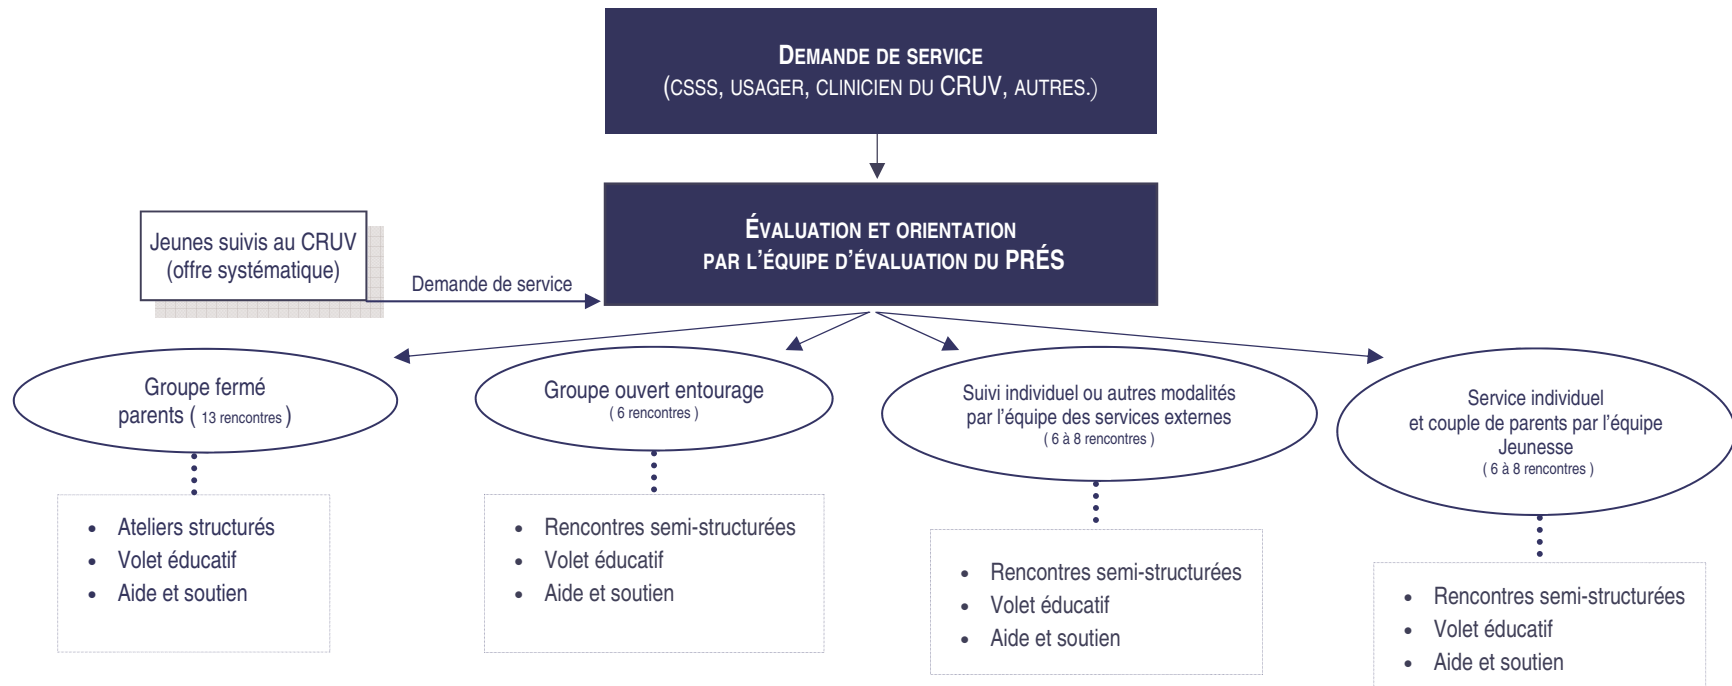 DEMANDE DE SERVICE
(CSSS, USAGER, CLINICIEN DU CRUV, AUTRES.)
ÉVALUATION ET ORIENTATION
PAR L'ÉQUIPE D'ÉVALUATION DU PRÉS
Jeunes suivis au CRUV
(offre systématique)
Demande de service
Groupe fermé
parents ( 13 rencontres )
Groupe ouvert entourage
( 6 rencontres )
Suivi individuel ou autres modalités
par l'équipe des services externes
( 6 à 8 rencontres )
Service individuel
et couple de parents par l'équipe
Jeunesse
( 6 à 8 rencontres )
• Ateliers structurés
• Volet éducatif
• Aide et soutien
• Rencontres semi-structurées
• Volet éducatif
• Aide et soutien
• Rencontres semi-structurées
• Volet éducatif
• Aide et soutien
• Rencontres semi-structurées
• Volet éducatif
• Aide et soutien